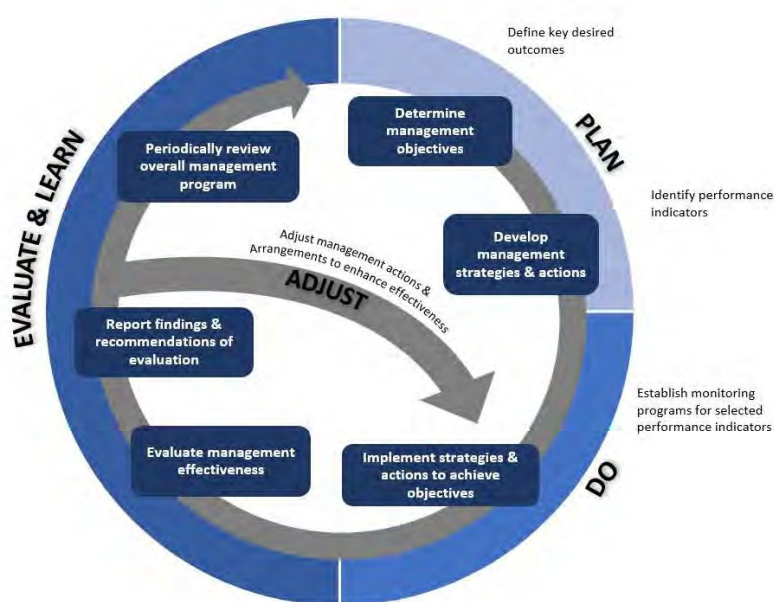 Define key desired
outcomes
PLAN
Determine
management
objectives
Identify performance
indicators
Develop
management
strategies & actions
Establish monitoring
programs for selected
performance indicators
DO
Implement strategies &
actions to achieve
objectives
EVALUATE & LEARN
Evaluate management
effectiveness
Report findings &
recommendations of
evaluation
Periodically review
overall management
program
Adjust management actions &
Arrangements to enhance effectiveness
ADJUST